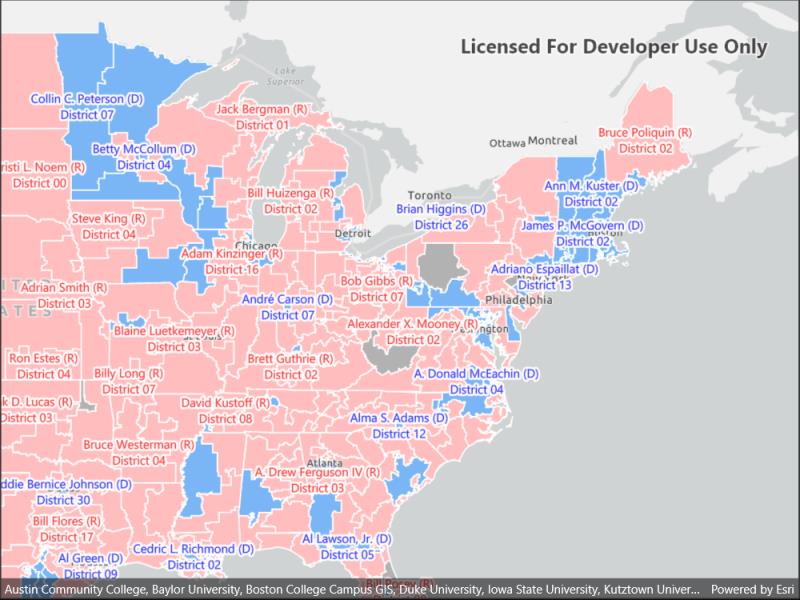 Licensed For Developer Use Only
Lake
Superior
Collin C. Peterson (D)
District 07
Jack Bergman (R)
District 01
Bruce Poliquin (R)
District 02
Ottawa
Montreal
Betty McCollum (D)
District 04
risti L. Noem (R)
District 00
Bill Huizenga (R)
District 02
Toronto
Brian Higgins (D)
District 26
Ann M. Kuster (D)
District 02
Steve King (R)
District 04
Detroit
James P. McGovern (D)
District 02
Chicago
Adam Kinzinger (R)
District 16
Adriano Espaillat (D)
District 13
Bob Gibbs (R)
District 07
Adrian Smith (R)
District 03
ATES
André Carson (D)
District 07
Philadelphia
Blaine Luetkemeyer (R)
District 03
Alexander X. Mooney (R)
District 02
Ron Estes (R)
District 04
Billy Long (R)
District 07
Brett Guthrie (R)
District 02
A. Donald McEachin (D)
District 04
k D. Lucas (R)
District 03
David Kustoff (R)
District 08
Alma S. Adams (D)
District 12
Bruce Westerman (R)
District 04
Atlanta
A. Drew Ferguson IV (R)
District 03
ddie Bernice Johnson (D)
District 30
Bill Flores (R)
District 17
Al Lawson, Jr. (D)
District 05
Al Green (D)
District 09
Cedric L. Richmond (D)
District 02
Bill Posey (R)
Austin Community College, Baylor University, Boston College Campus GIS, Duke University, Iowa State University, Kutztown Univer...
Powered by Esri